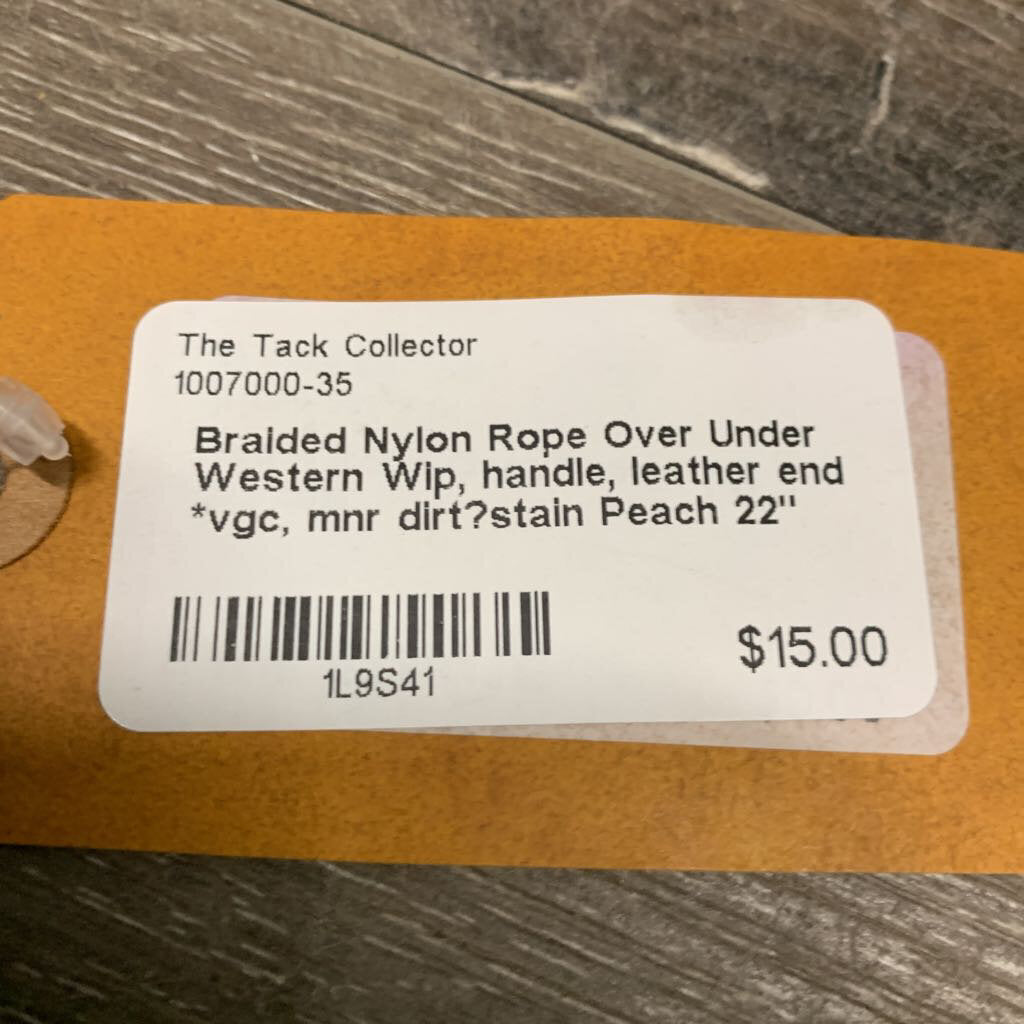 The Tack Collector
1007000-35
Braided Nylon Rope Over Under
Western Wip, handle, leather end
*vgc, mnr dirt?stain Peach 22"
1L9S41
$15.00